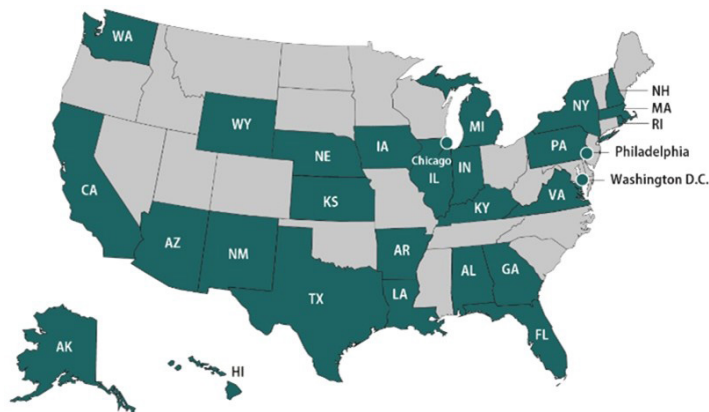 WA
NH
MA
RI
NY
WY
MI
PA
Philadelphia
NE
IA
Chicago
IL
IN
Washington D.C.
CA
KS
KY
VA
AZ
NM
AR
AL
GA
TX
LA
FL
AK
HI